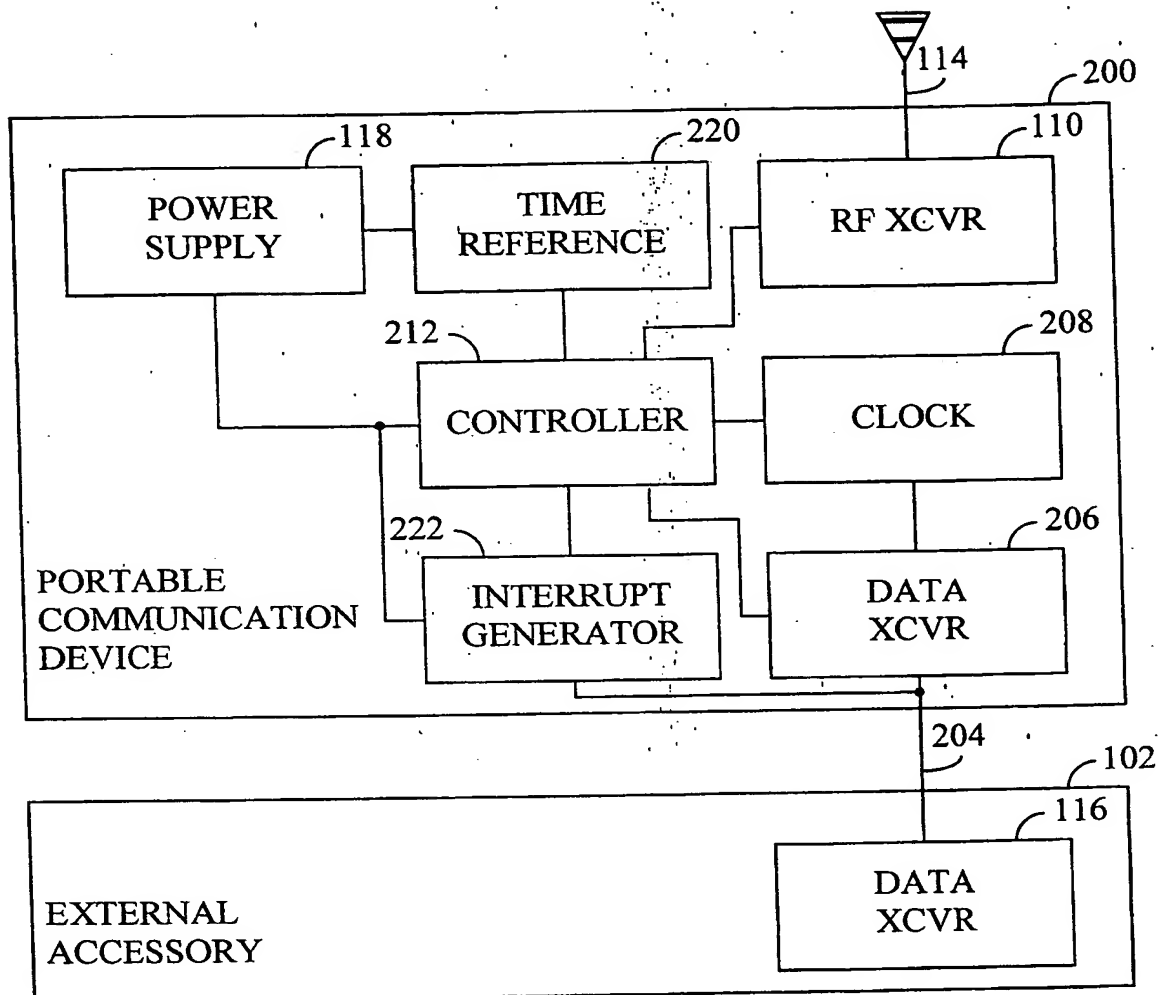 114
200
118
220
110
POWER
SUPPLY
TIME
REFERENCE
RF XCVR
212
208
CONTROLLER
CLOCK
222
206
PORTABLE
COMMUNICATION
DEVICE
INTERRUPT
GENERATOR
DATA
XCVR
204
102
116
EXTERNAL
ACCESSORY
DATA
XCVR